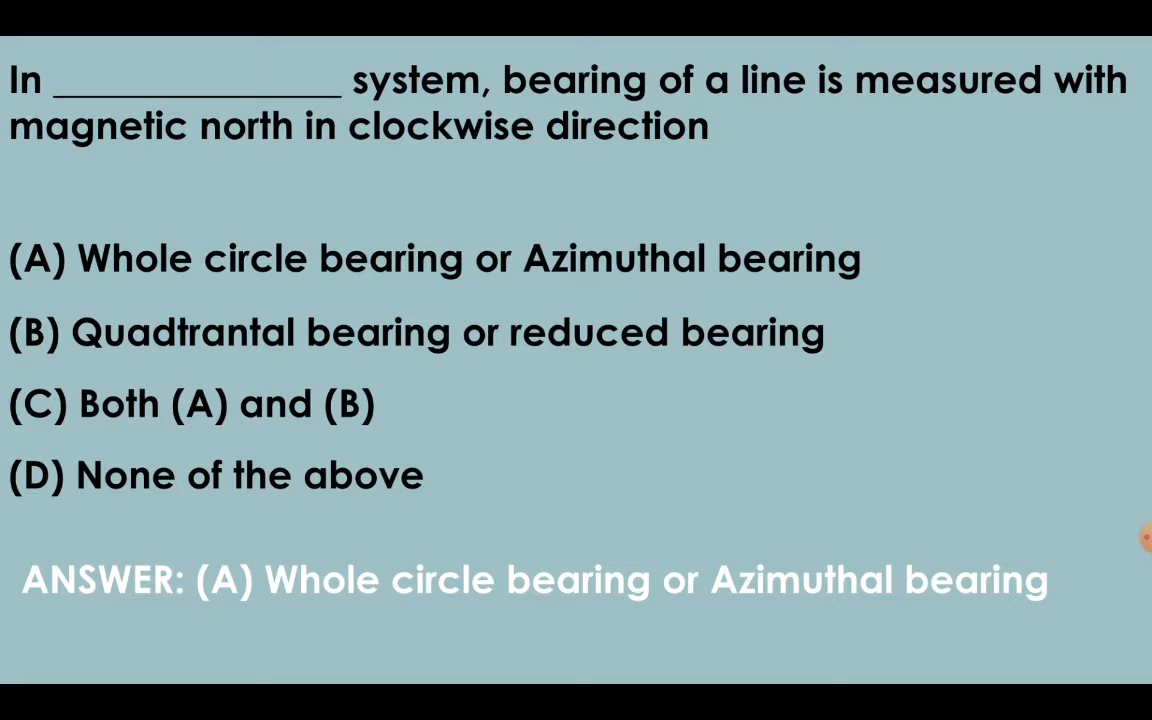 In _______________ system, bearing of a line is measured with
magnetic north in clockwise direction
(A) Whole circle bearing or Azimuthal bearing
(B) Quadtrantal bearing or reduced bearing
(C) Both (A) and (B)
(D) None of the above
ANSWER: (A) Whole circle bearing or Azimuthal bearing